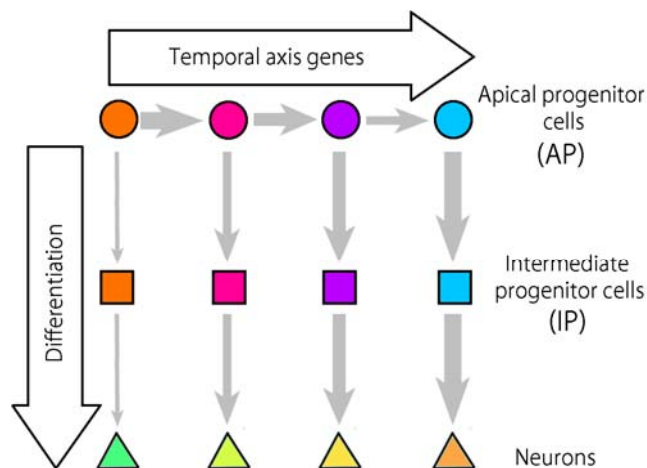 Temporal axis genes
Apical progenitor
cells
(AP)
Differentiation
Intermediate
progenitor cells
(IP)
Neurons